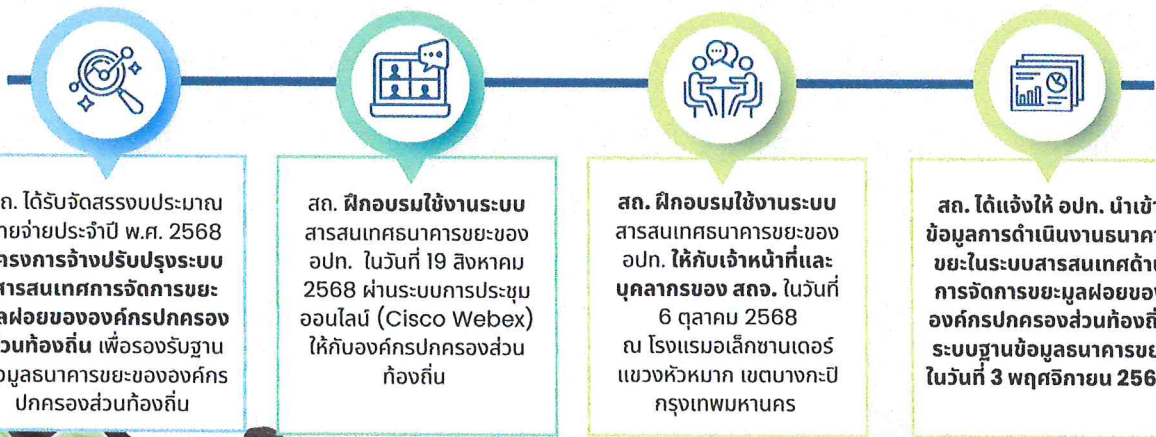 ถ. ได้รับจัดสรรงบประมาณ
ายจ่ายประจำปี พ.ศ. 2568
ครงการจ้างปรับปรุงระบบ
สารสนเทศการจัดการขยะ
ลฝอยขององค์กรปกครอง
วนท้องถิ่น เพื่อรองรับฐาน
อมูลธนาคารขยะขององค์กร
ปกครองส่วนท้องถิ่น
สถ. ฝึกอบรมใช้งานระบบ
สารสนเทศธนาคารขยะของ
อปท. ในวันที่ 19 สิงหาคม
2568 ผ่านระบบการประชุม
ออนไลน์ (Cisco Webex)
ให้กับองค์กรปกครองส่วน
ท้องถิ่น
สถ. ฝึกอบรมใช้งานระบบ
สารสนเทศธนาคารขยะของ
อปท. ให้กับเจ้าหน้าที่และ
บุคลากรของ สถจ. ในวันที่
6 ตุลาคม 2568
ณ โรงแรมอเล็กซานเดอร์
แขวงหัวหมาก เขตบางกะปิ
กรุงเทพมหานคร
สถ. ได้แจ้งให้ อปท. นำเข้า
ข้อมูลการดำเนินงานธนาคา
ขยะในระบบสารสนเทศด้า
การจัดการขยะมูลฝอยขอ
องค์กรปกครองส่วนท้องถิ
ระบบฐานข้อมูลธนาคารขย
ในวันที่ 3 พฤศจิกายน 256